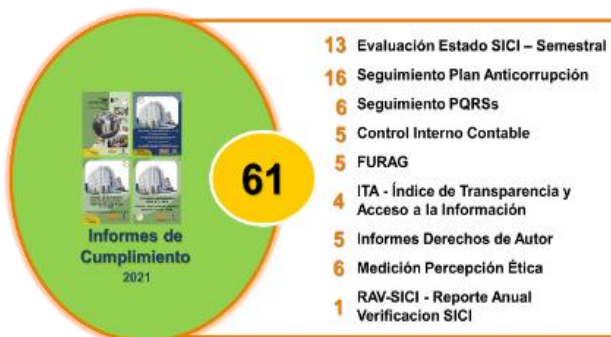 13 Evaluación Estado SICI – Semestral
16 Seguimiento Plan Anticorrupción
6 Seguimiento PQRSs
5 Control Interno Contable
5 FURAG
4 ITA - Índice de Transparencia y
Acceso a la Información
5 Informes Derechos de Autor
6 Medición Percepción Ética
1 RAV-SICI - Reporte Anual
Verificacion SICI
61
Informes de
Cumplimiento
2021